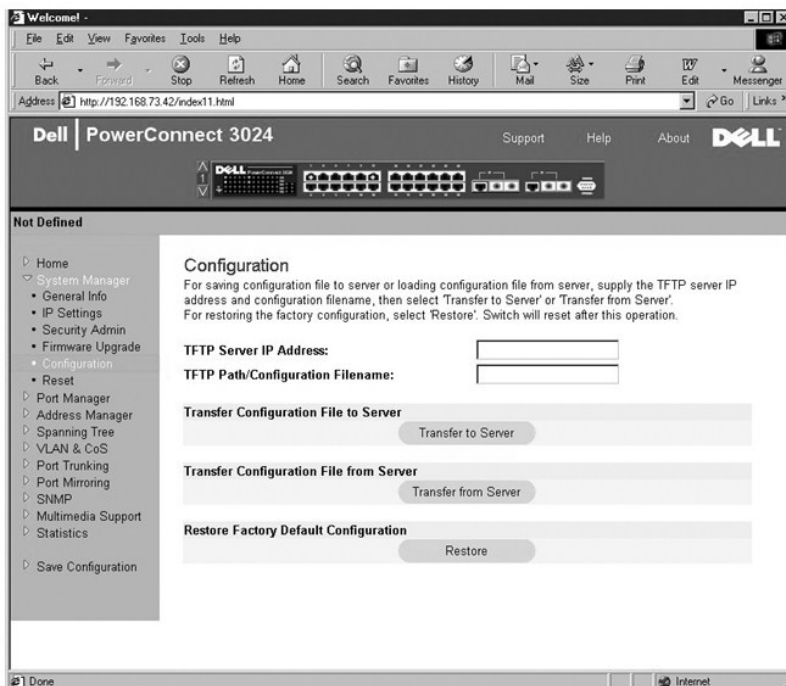 Welcome! -
File Edit View Favorites Tools Help
Back Forward Stop Refresh Home Search Favorites History Mail Size Print Edit Messenger
Address http://192.168.73.42/index11.html Go Links »
Dell | PowerConnect 3024 Support Help About DELL
1 DELL
Not Defined
Home
System Manager
• General Info
• IP Settings
• Security Admin
• Firmware Upgrade
• Configuration
• Reset
Port Manager
Address Manager
Spanning Tree
VLAN & CoS
Port Trunking
Port Mirroring
SNMP
Multimedia Support
Statistics
Save Configuration
Configuration
For saving configuration file to server or loading configuration file from server, supply the TFTP server IP
address and configuration filename, then select 'Transfer to Server' or 'Transfer from Server'.
For restoring the factory configuration, select 'Restore'. Switch will reset after this operation.
TFTP Server IP Address:
TFTP Path/Configuration Filename:
Transfer Configuration File to Server
Transfer to Server
Transfer Configuration File from Server
Transfer from Server
Restore Factory Default Configuration
Restore
Done Internet